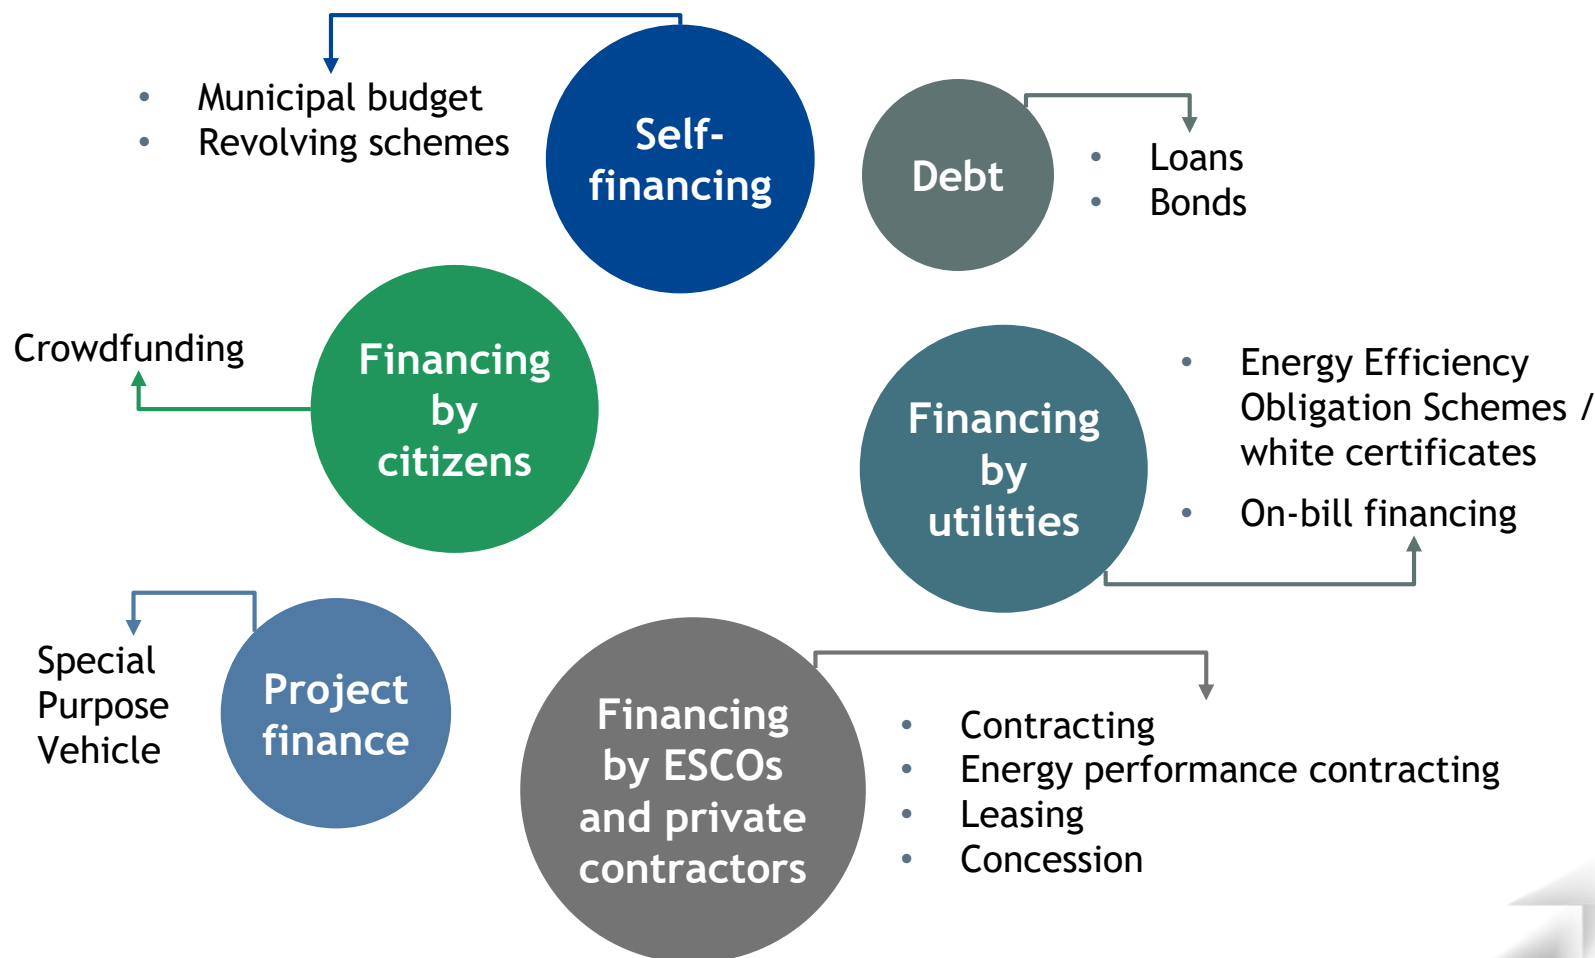 • Municipal budget
• Revolving schemes
Self-
financing
Debt
• Loans
• Bonds
Crowdfunding
Financing
by
citizens
Financing
by
utilities
• Energy Efficiency
Obligation Schemes /
white certificates
• On-bill financing
Special
Purpose
Vehicle
Project
finance
Financing
by ESCOs
and private
contractors
• Contracting
• Energy performance contracting
• Leasing
• Concession